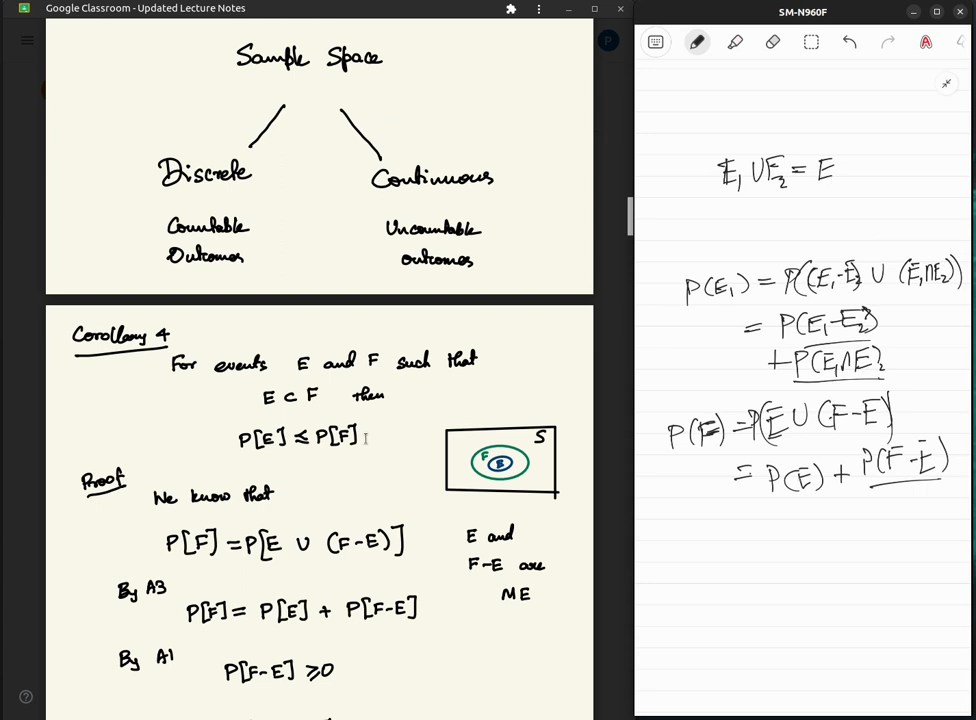 Google Classroom - Updated Lecture Notes
Sample Space
Discrete
Continuous
Countable
Outcomes
Uncountable
outcomes
Corollary 4
For events E and F such that
E ⊂ F then
P[E] ≤ P[F]
S
F
E
Proof
We know that
P[F] = P[E ∪ (F-E)]
E and
F-E are
ME
By A3
P[F] = P[E] + P[F-E]
By A1
P[F-E] ≥ 0
SM-N960F
A
E₁ ∪ E₂ = E
P(E₁) = P((E₁-E₂) ∪ (E₁∩E₂))
= P(E₁-E₂)
+ P(E₁∩E₂)
P(F) = P(E ∪ (F-E))
= P(E) + P(F-E)